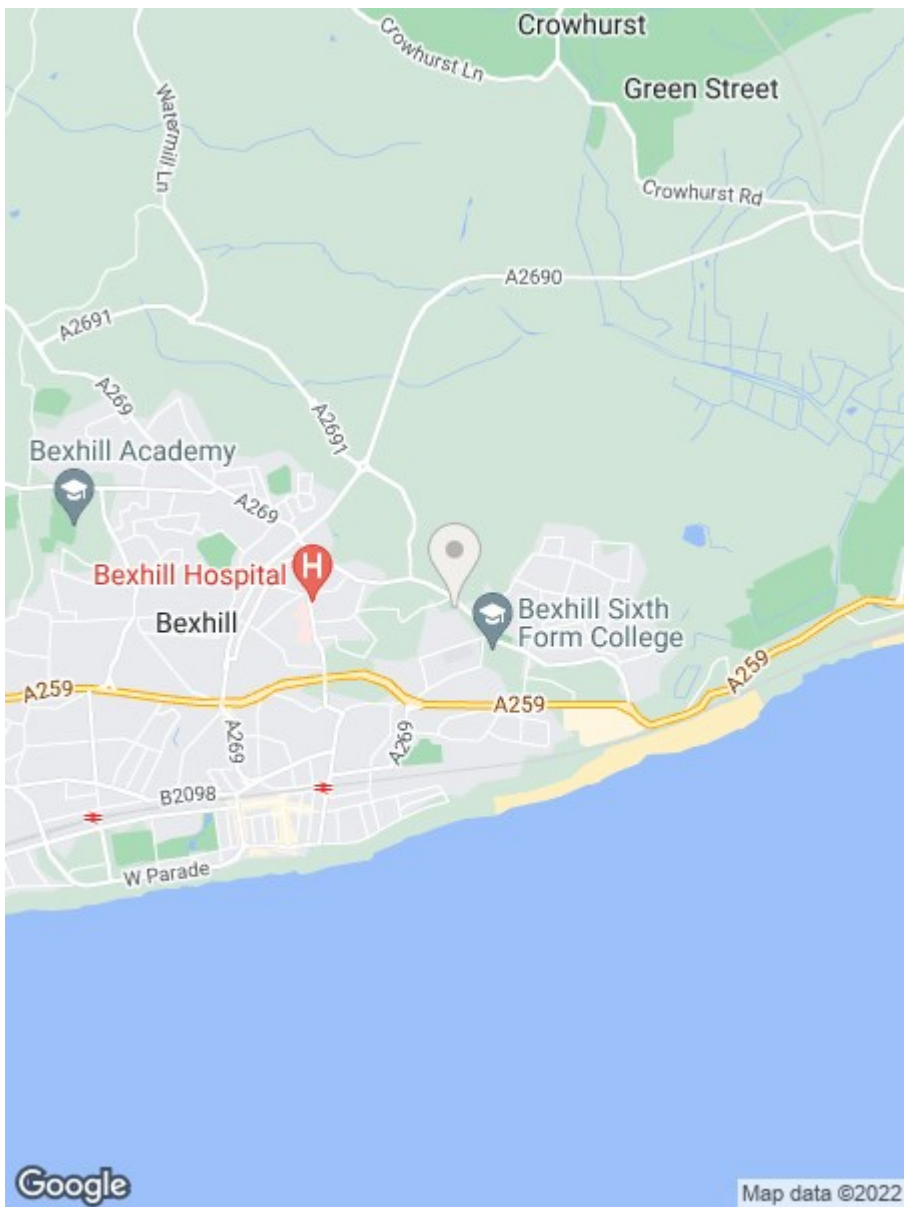 Crowhurst
Crowhurst Ln
Green Street
Watermill Ln
Crowhurst Rd
A2690
A2691
A269
A2691
Bexhill Academy
A269
Bexhill Hospital
H
Bexhill
Bexhill Sixth
Form College
A259
A259
A259
A269
A269
B2098
W Parade
Google
Map data ©2022